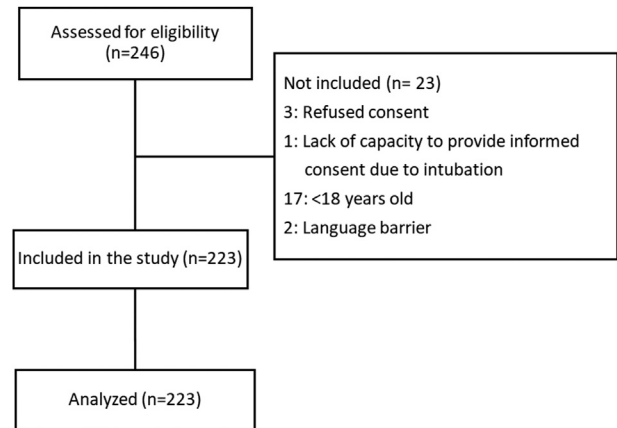 Assessed for eligibility
(n=246)
Not included (n= 23)
3: Refused consent
1: Lack of capacity to provide informed
consent due to intubation
17: <18 years old
2: Language barrier
Included in the study (n=223)
Analyzed (n=223)